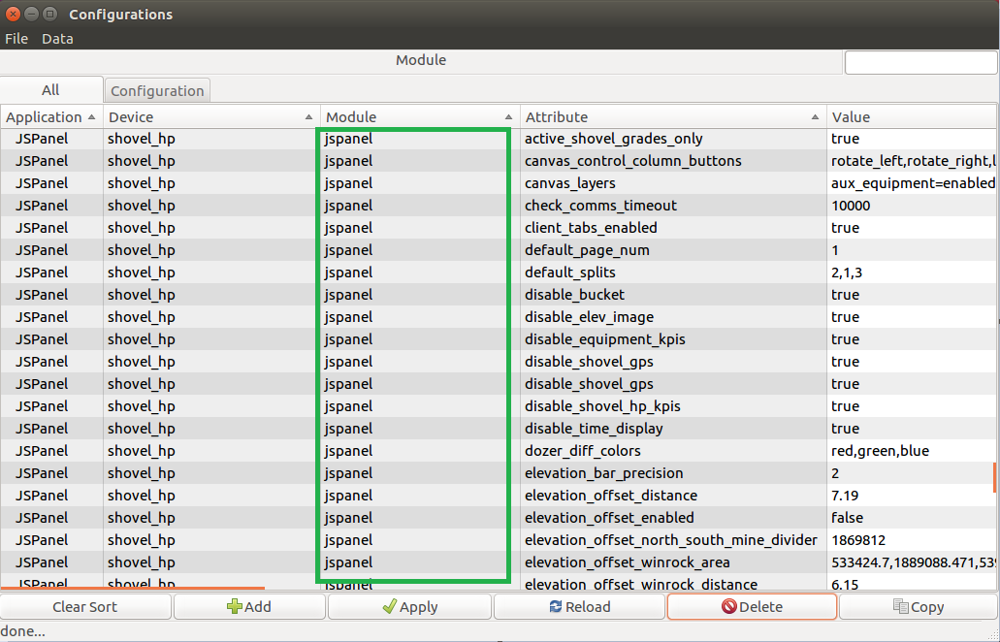 Configurations
File Data
Module
All Configuration
Application Device Module Attribute Value
JSPanel shovel_hp jspanel active_shovel_grades_only true
JSPanel shovel_hp jspanel canvas_control_column_buttons rotate_left,rotate_right,l
JSPanel shovel_hp jspanel canvas_layers aux_equipment=enabled
JSPanel shovel_hp jspanel check_comms_timeout 10000
JSPanel shovel_hp jspanel client_tabs_enabled true
JSPanel shovel_hp jspanel default_page_num 1
JSPanel shovel_hp jspanel default_splits 2,1,3
JSPanel shovel_hp jspanel disable_bucket true
JSPanel shovel_hp jspanel disable_elev_image true
JSPanel shovel_hp jspanel disable_equipment_kpis true
JSPanel shovel_hp jspanel disable_shovel_gps true
JSPanel shovel_hp jspanel disable_shovel_gps true
JSPanel shovel_hp jspanel disable_shovel_hp_kpis true
JSPanel shovel_hp jspanel disable_time_display true
JSPanel shovel_hp jspanel dozer_diff_colors red,green,blue
JSPanel shovel_hp jspanel elevation_bar_precision 2
JSPanel shovel_hp jspanel elevation_offset_distance 7.19
JSPanel shovel_hp jspanel elevation_offset_enabled false
JSPanel shovel_hp jspanel elevation_offset_north_south_mine_divider 1869812
JSPanel shovel_hp jspanel elevation_offset_winrock_area 533424.7,1889088.471,539
JSPanel shovel_hp jspanel elevation_offset_winrock_distance 6.15
Clear Sort Add Apply Reload Delete Copy
done...